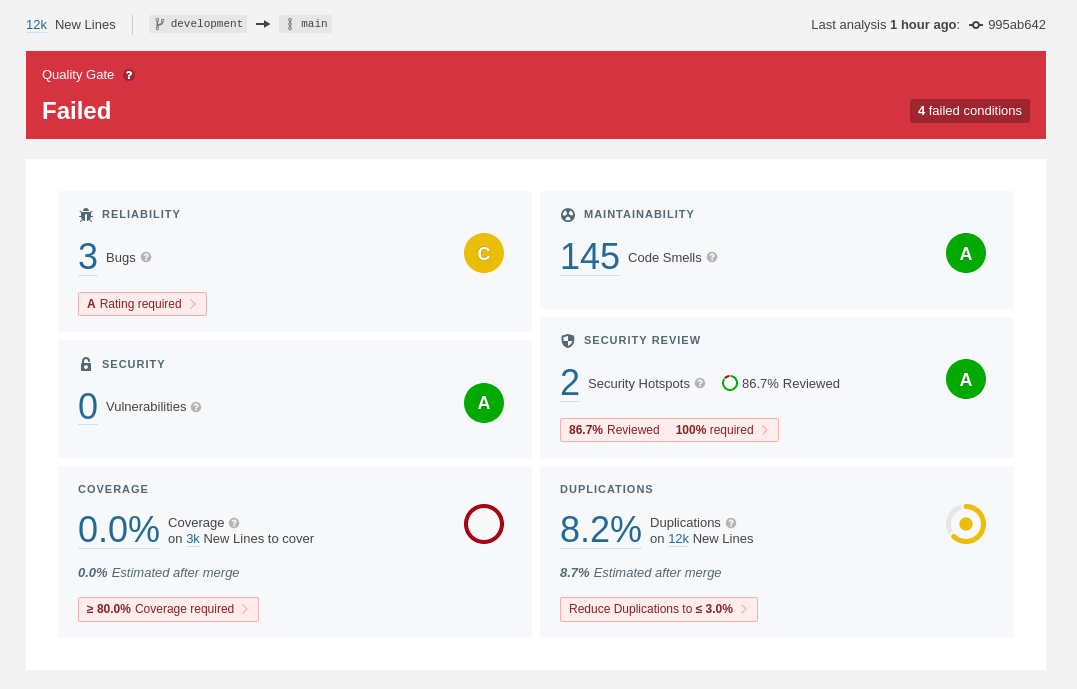 12k New Lines development main Last analysis 1 hour ago: 995ab642
Quality Gate ?
Failed
4 failed conditions
RELIABILITY
3 Bugs ? C
A Rating required
MAINTAINABILITY
145 Code Smells ? A
SECURITY
0 Vulnerabilities ? A
SECURITY REVIEW
2 Security Hotspots ? 86.7% Reviewed A
86.7% Reviewed 100% required
COVERAGE
0.0% Coverage ?
on 3k New Lines to cover
0.0% Estimated after merge
≥ 80.0% Coverage required
DUPLICATIONS
8.2% Duplications ?
on 12k New Lines
8.7% Estimated after merge
Reduce Duplications to ≤ 3.0%